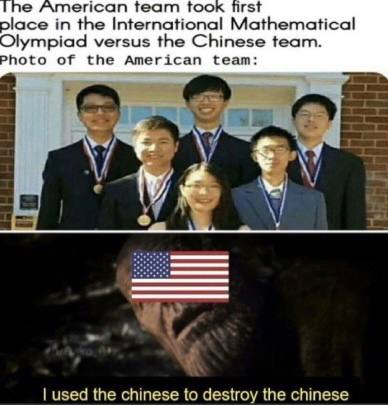 The American team took first
place in the International Mathematical
Olympiad versus the Chinese team.
Photo of the American team:
I used the chinese to destroy the chinese